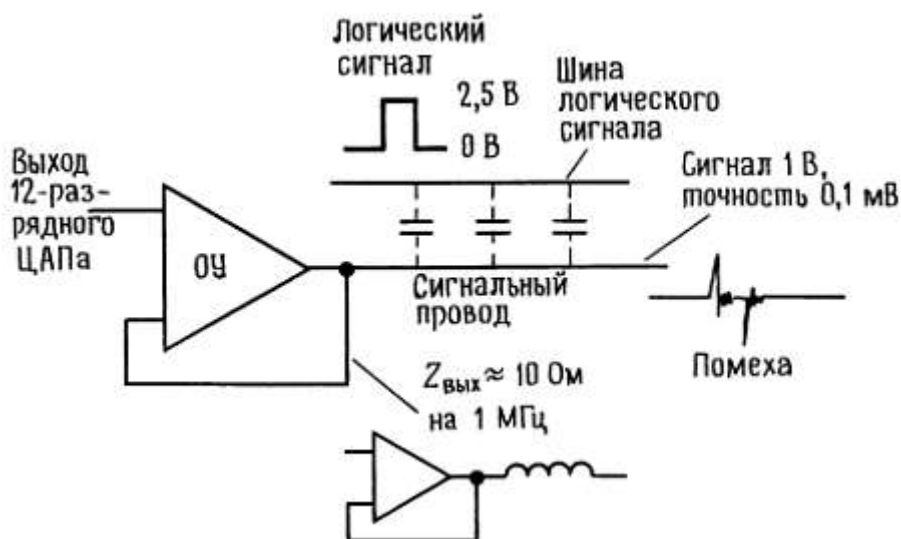 Логический
сигнал
2,5 В
0 В
Шина
логического
сигнала
Выход
12-раз-
рядного
ЦАПа
Сигнал 1 В,
точность 0,1 мВ
ОУ
Сигнальный
провод
Помеха
Zвых ≈ 10 Ом
на 1 МГц